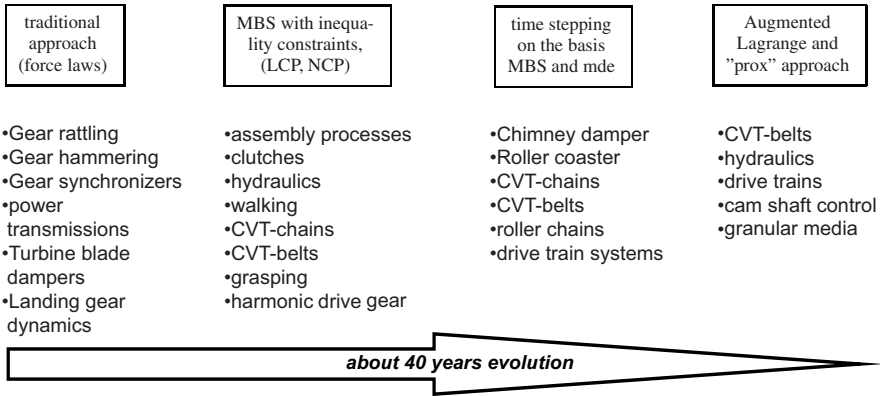 traditional
approach
(force laws)
MBS with inequa-
lity constraints,
(LCP, NCP)
time stepping
on the basis
MBS and mde
Augmented
Lagrange and
”prox” approach
•Gear rattling
•Gear hammering
•Gear synchronizers
•power
transmissions
•Turbine blade
dampers
•Landing gear
dynamics
•assembly processes
•clutches
•hydraulics
•walking
•CVT-chains
•CVT-belts
•grasping
•harmonic drive gear
•Chimney damper
•Roller coaster
•CVT-chains
•CVT-belts
•roller chains
•drive train systems
•CVT-belts
•hydraulics
•drive trains
•cam shaft control
•granular media
about 40 years evolution